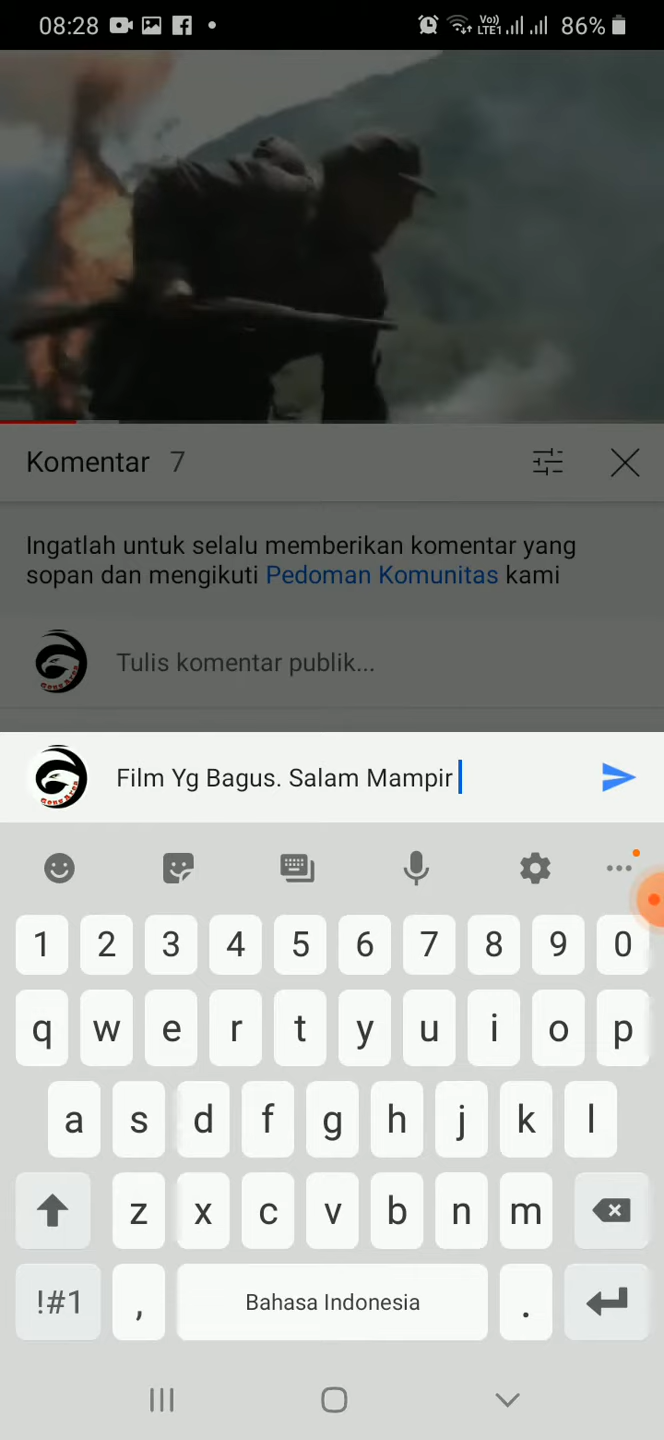 08:28 Vo)) LTE1 86%
Komentar 7
Ingatlah untuk selalu memberikan komentar yang
sopan dan mengikuti Pedoman Komunitas kami
Tulis komentar publik...
Film Yg Bagus. Salam Mampir
1 2 3 4 5 6 7 8 9 0
q w e r t y u i o p
a s d f g h j k l
z x c v b n m
!#1 , Bahasa Indonesia .